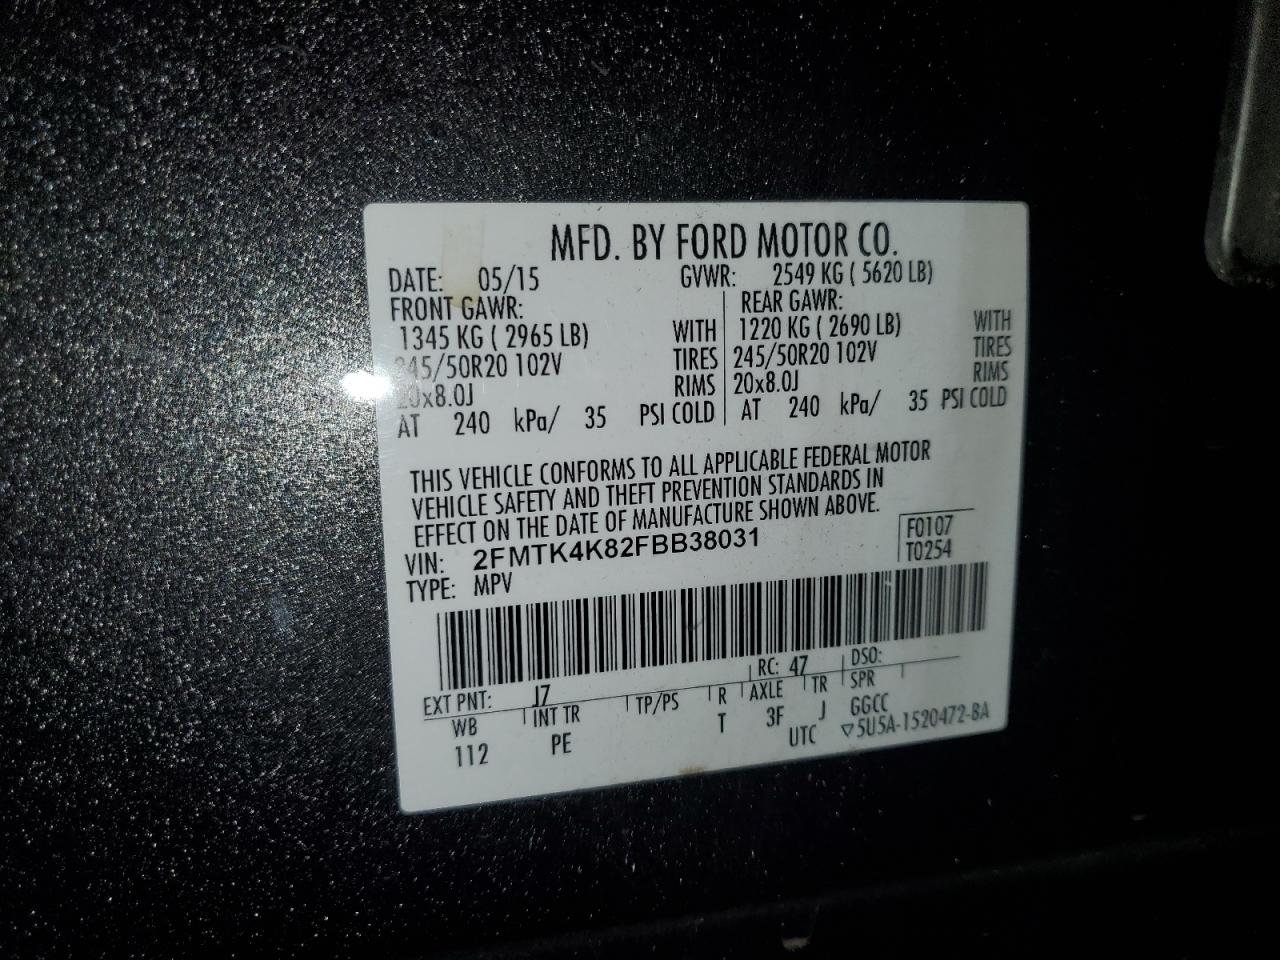 MFD. BY FORD MOTOR CO.
DATE: 05/15 GVWR: 2549 KG ( 5620 LB)
FRONT GAWR: REAR GAWR:
1345 KG ( 2965 LB) WITH 1220 KG ( 2690 LB) WITH
245/50R20 102V TIRES 245/50R20 102V TIRES
20x8.0J RIMS 20x8.0J RIMS
AT 240 kPa/ 35 PSI COLD AT 240 kPa/ 35 PSI COLD
THIS VEHICLE CONFORMS TO ALL APPLICABLE FEDERAL MOTOR
VEHICLE SAFETY AND THEFT PREVENTION STANDARDS IN
EFFECT ON THE DATE OF MANUFACTURE SHOWN ABOVE.
VIN: 2FMTK4K82FBB38031 F0107
TYPE: MPV T0254
EXT PNT: J7 RC: 47 DSO:
WB INT TR TP/PS R AXLE TR SPR
112 PE T 3F J GGCC
UTC ▽5U5A-1520472-BA